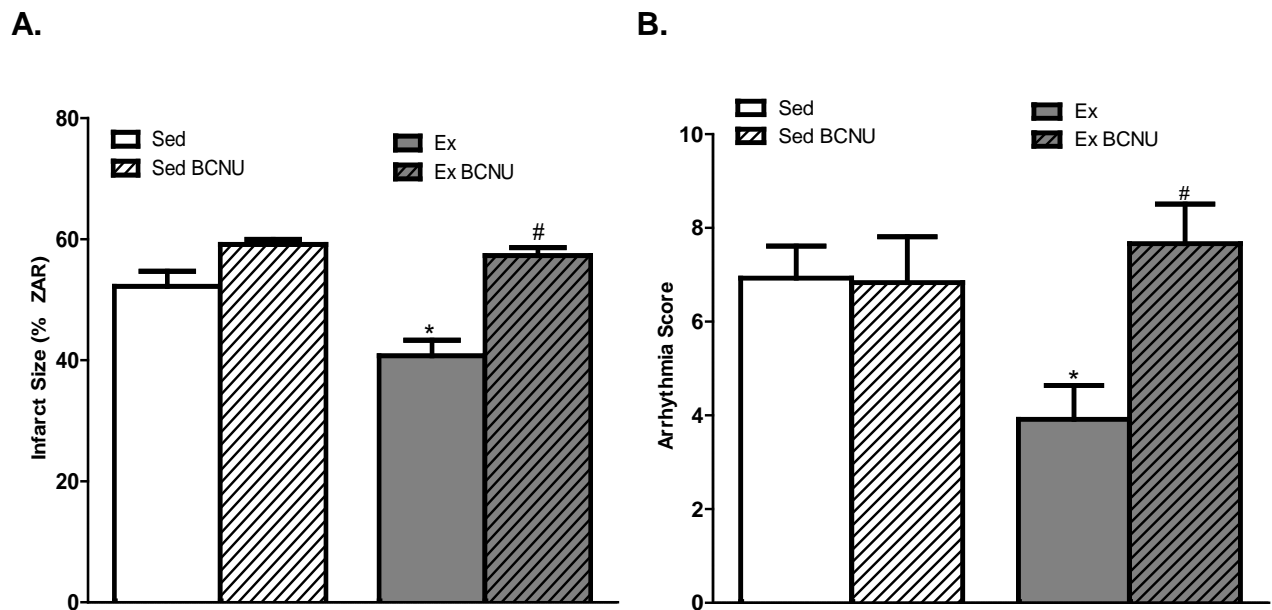 A.
Infarct Size (% ZAR)
80
60
40
20
0
Sed
Sed BCNU
Ex
Ex BCNU
*
#
B.
Arrhythmia Score
10
8
6
4
2
0
Sed
Sed BCNU
Ex
Ex BCNU
*
#